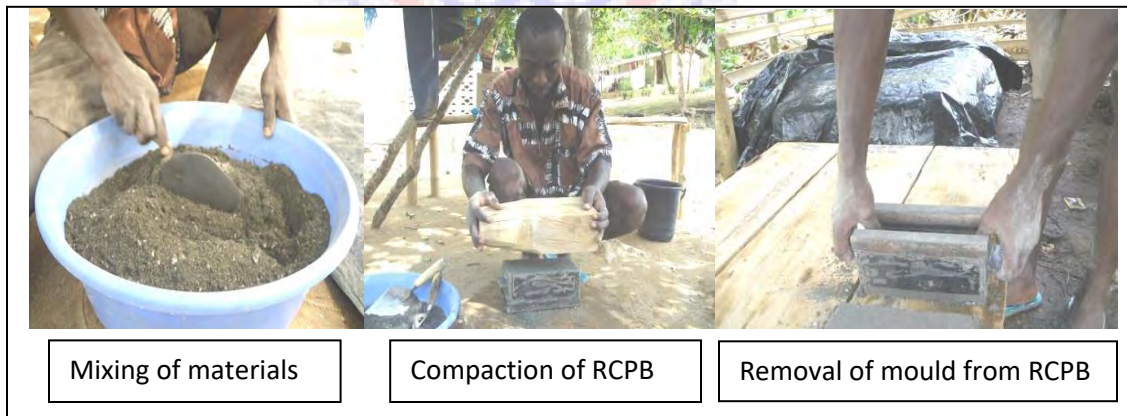 Mixing of materials
Compaction of RCPB
Removal of mould from RCPB